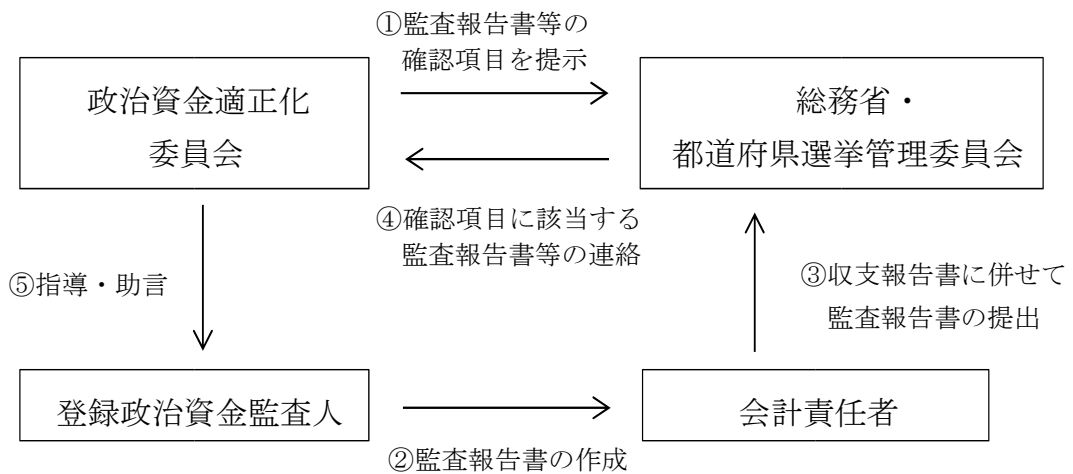 ①監査報告書等の
確認項目を提示
政治資金適正化
委員会
総務省・
都道府県選挙管理委員会
④確認項目に該当する
監査報告書等の連絡
⑤指導・助言
③収支報告書に併せて
監査報告書の提出
登録政治資金監査人
会計責任者
②監査報告書の作成